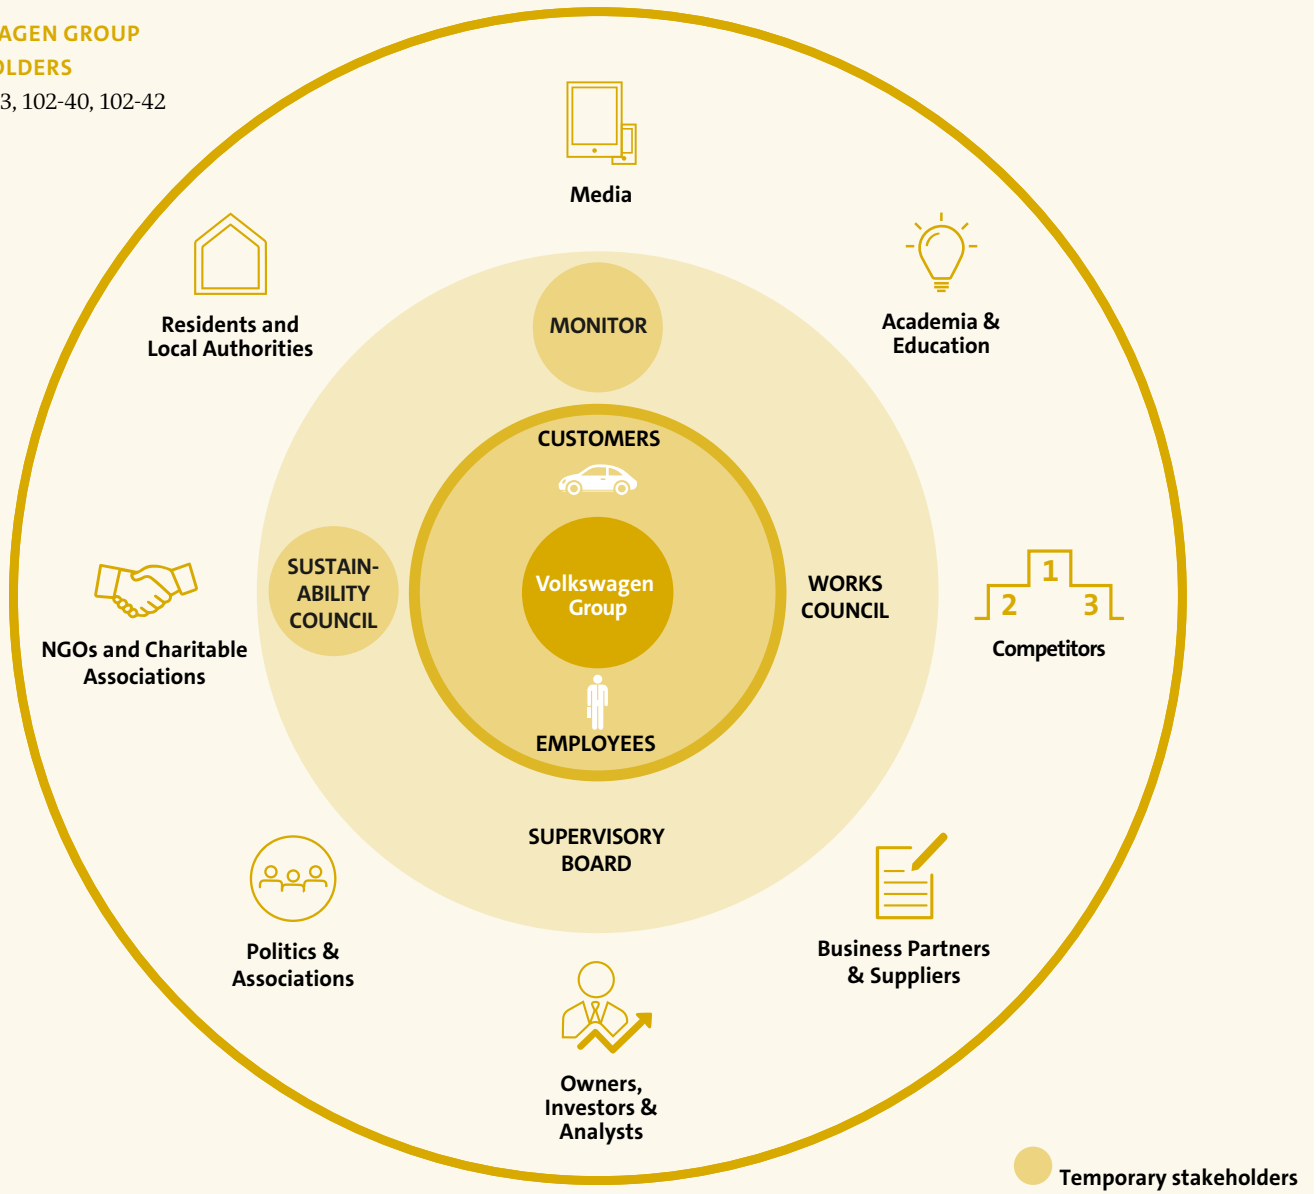 AGEN GROUP
OLDERS
3, 102-40, 102-42
Media
Residents and
Local Authorities
Academia &
Education
MONITOR
CUSTOMERS
SUSTAIN-
ABILITY
COUNCIL
Volkswagen
Group
WORKS
COUNCIL
1
2
3
Competitors
NGOs and Charitable
Associations
EMPLOYEES
SUPERVISORY
BOARD
Politics &
Associations
Business Partners
& Suppliers
Owners,
Investors &
Analysts
Temporary stakeholders